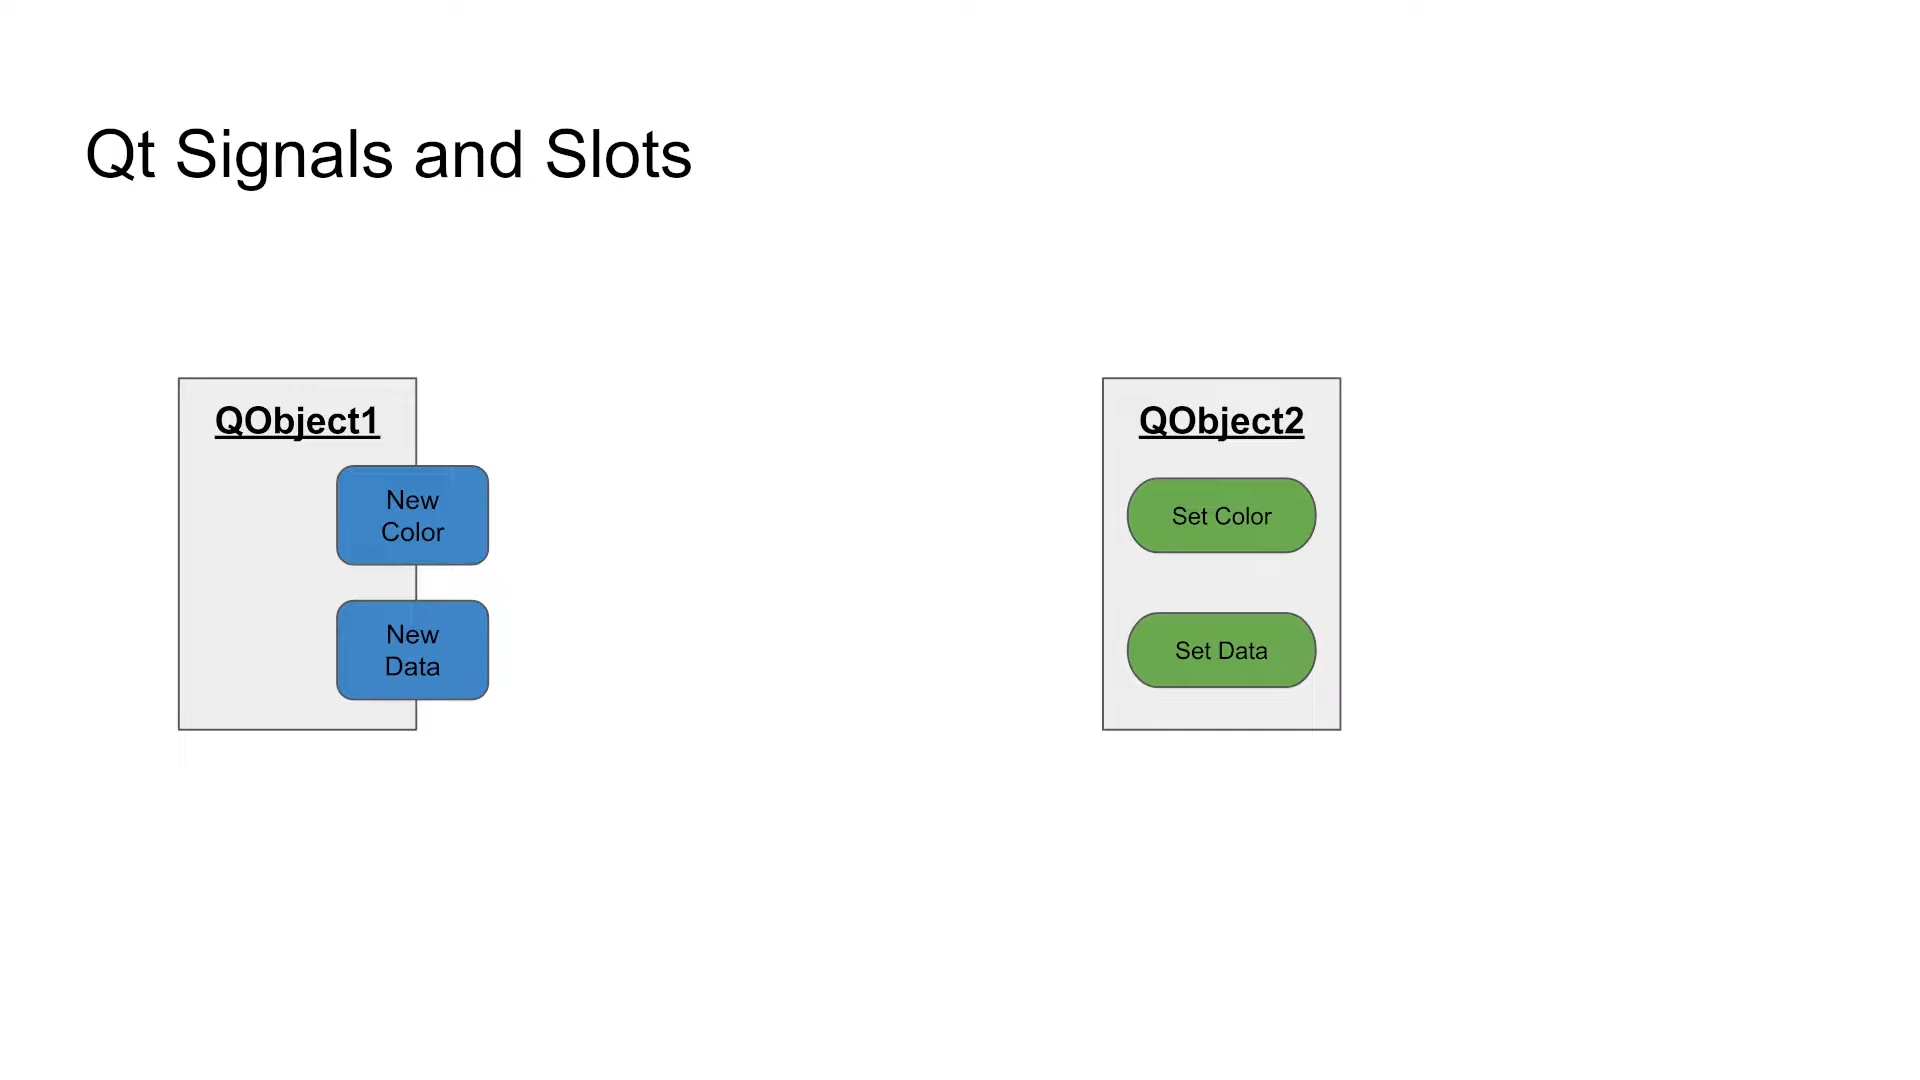 Qt Signals and Slots
QObject1
New
Color
New
Data
QObject2
Set Color
Set Data